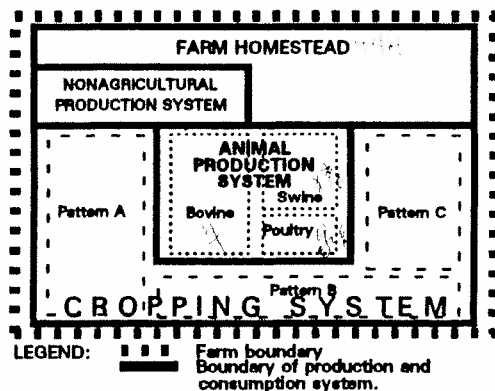 FARM HOMESTEAD
NONAGRICULTURAL
PRODUCTION SYSTEM
ANIMAL
PRODUCTION
SYSTEM
Swine
Pattern A
Bovine
Pattern C
Poultry
Pattern B
CROPPING SYSTEM
LEGEND:
Farm boundary
Boundary of production and
consumption system.